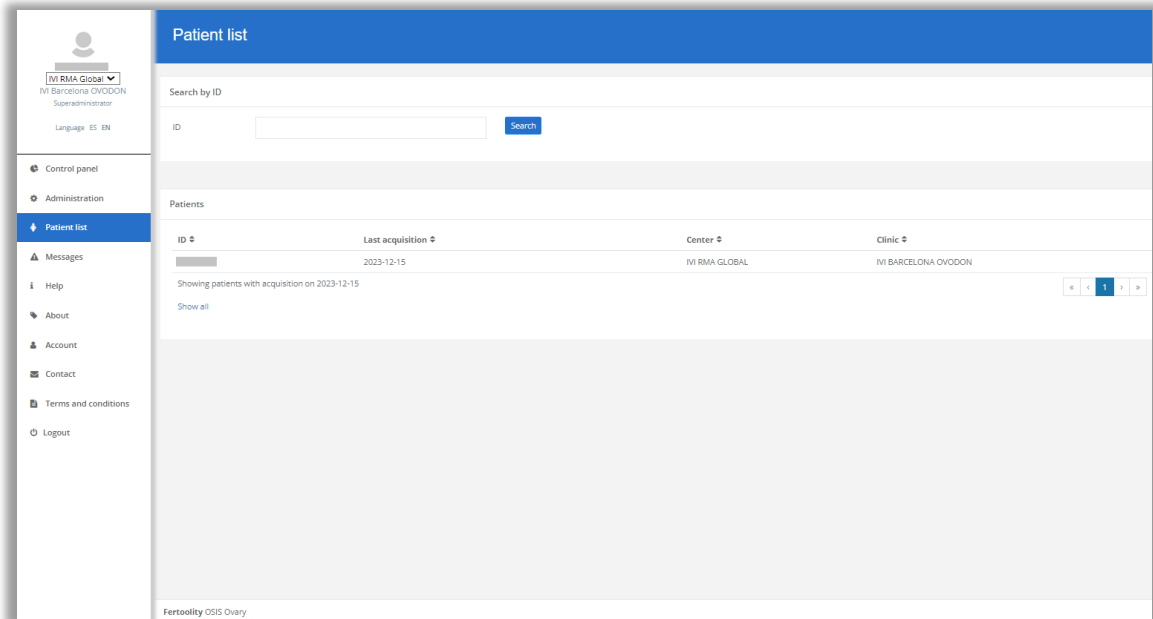 Patient list
IVI RMA Global
IVI Barcelona OVODON
Superadministrator
Language ES EN
Control panel
Administration
Patient list
Messages
Help
About
Account
Contact
Terms and conditions
Logout
Search by ID
ID Search
Patients
ID Last acquisition Center Clinic
2023-12-15 IVI RMA GLOBAL IVI BARCELONA OVODON
Showing patients with acquisition on 2023-12-15
« ‹ 1 › »
Show all
Fertoolity OSIS Ovary